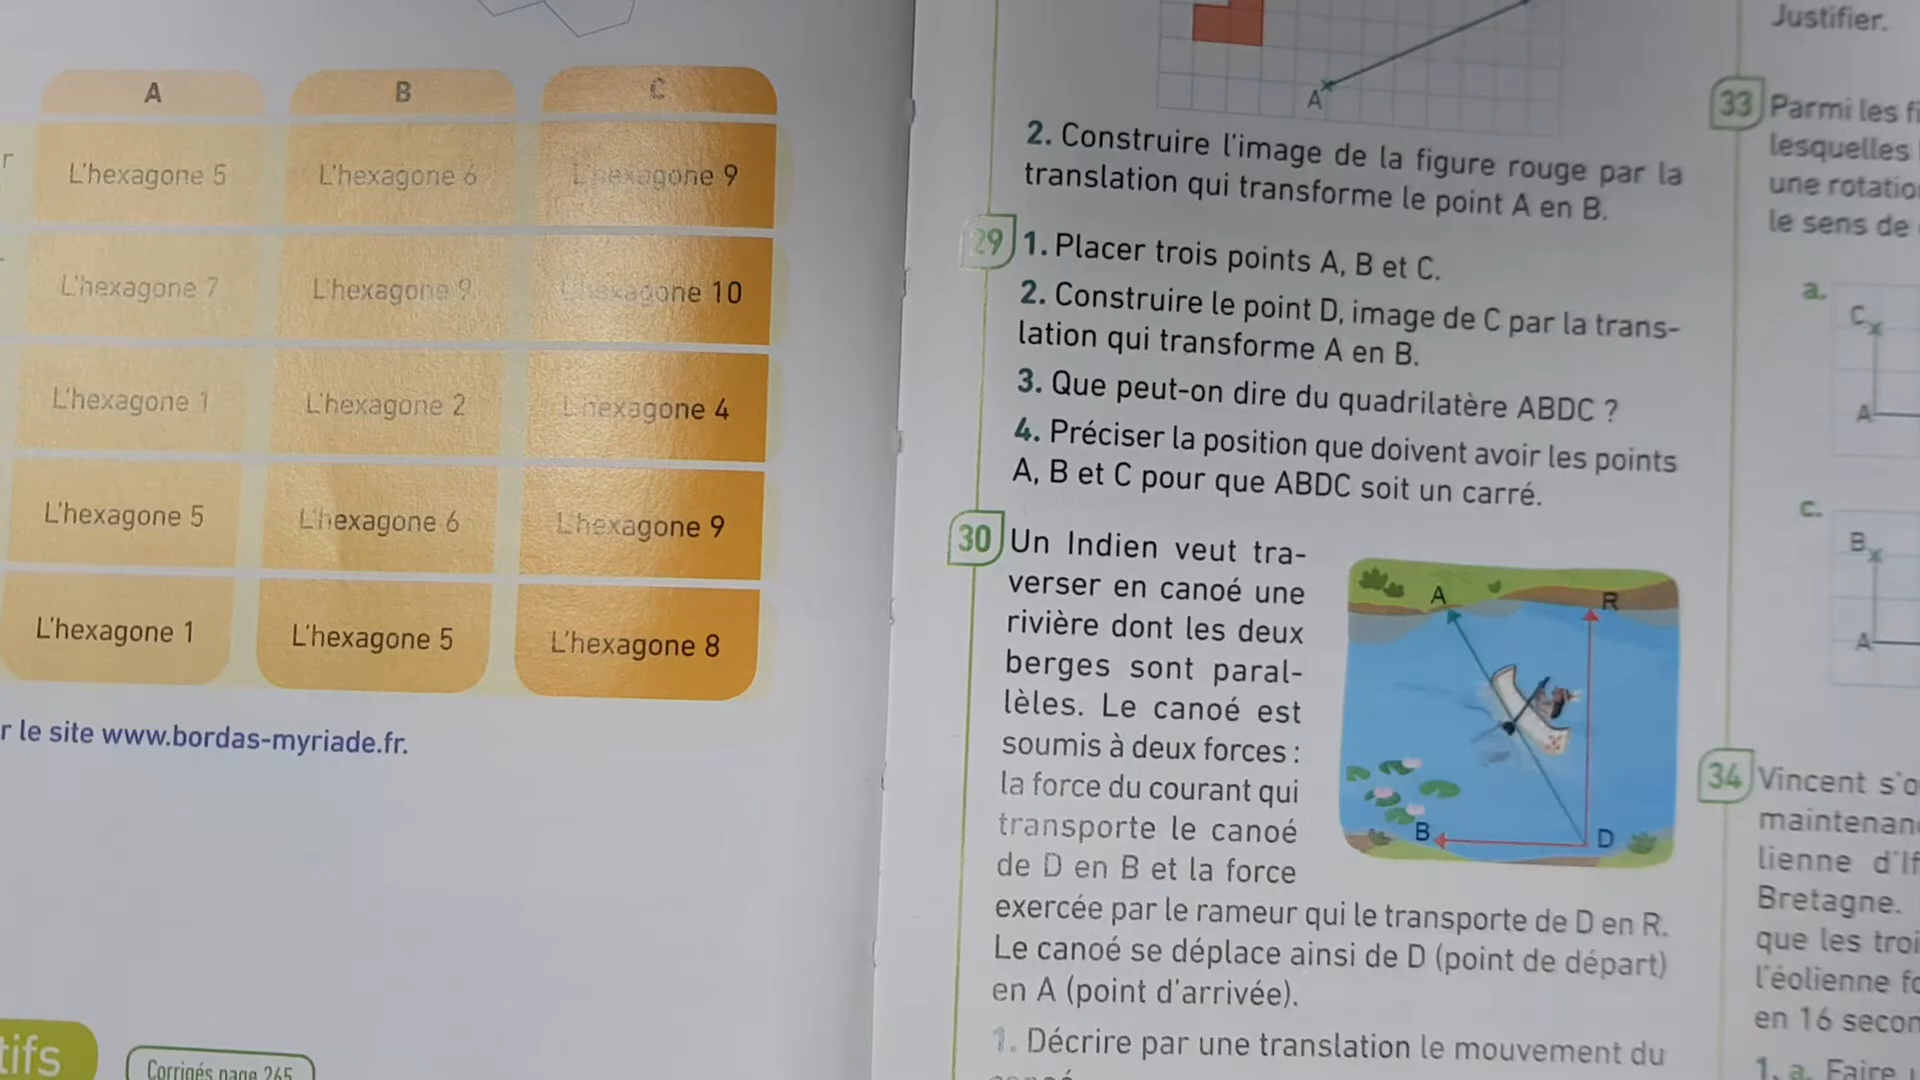 A B C
L'hexagone 5 L'hexagone 6 L'hexagone 9
L'hexagone 7 L'hexagone 9 L'hexagone 10
L'hexagone 1 L'hexagone 2 L'hexagone 4
L'hexagone 5 L'hexagone 6 L'hexagone 9
L'hexagone 1 L'hexagone 5 L'hexagone 8
r le site www.bordas-myriade.fr.
tifs
Corrigés page 265
A
2. Construire l'image de la figure rouge par la
translation qui transforme le point A en B.
29 1. Placer trois points A, B et C.
2. Construire le point D, image de C par la trans-
lation qui transforme A en B.
3. Que peut-on dire du quadrilatère ABDC ?
4. Préciser la position que doivent avoir les points
A, B et C pour que ABDC soit un carré.
30 Un Indien veut tra-
verser en canoé une
rivière dont les deux
berges sont paral-
lèles. Le canoé est
soumis à deux forces :
la force du courant qui
transporte le canoé
de D en B et la force
exercée par le rameur qui le transporte de D en R.
Le canoé se déplace ainsi de D (point de départ)
en A (point d'arrivée).
1. Décrire par une translation le mouvement du
A R
B D
Justifier.
33 Parmi les fi
lesquelles
une rotatio
le sens de
a.
C
A
c.
B
A
34 Vincent s'o
maintenan
lienne d'If
Bretagne.
que les troi
l'éolienne fo
en 16 secon
1. a. Faire